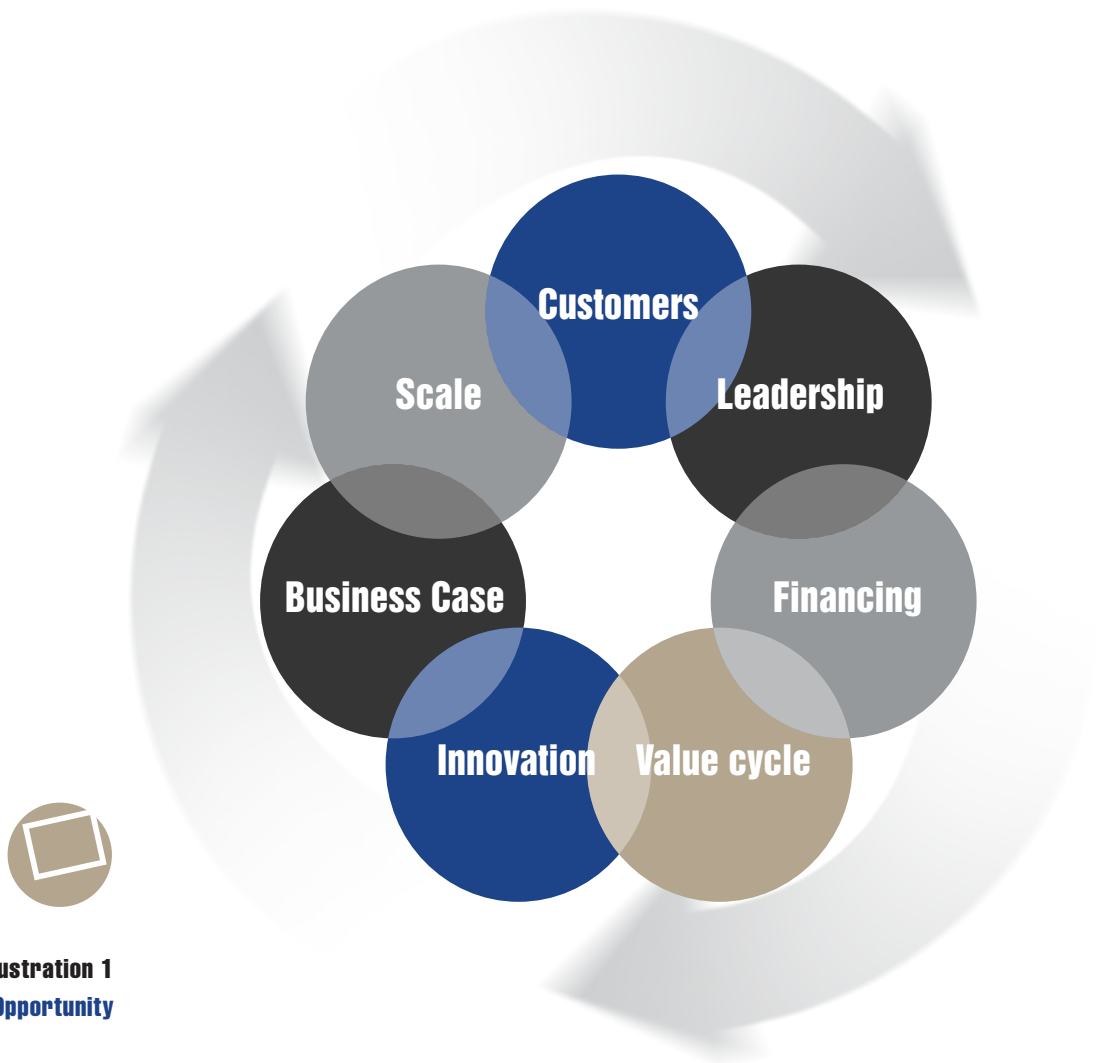 Customers
Scale
Leadership
Business Case
Financing
Innovation
Value cycle
ustration 1
Opportunity